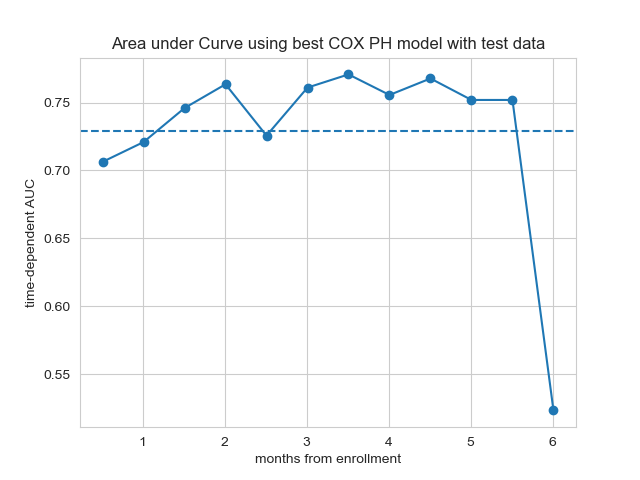 Area under Curve using best COX PH model with test data
time-dependent AUC
0.75
0.70
0.65
0.60
0.55
1 2 3 4 5 6
months from enrollment